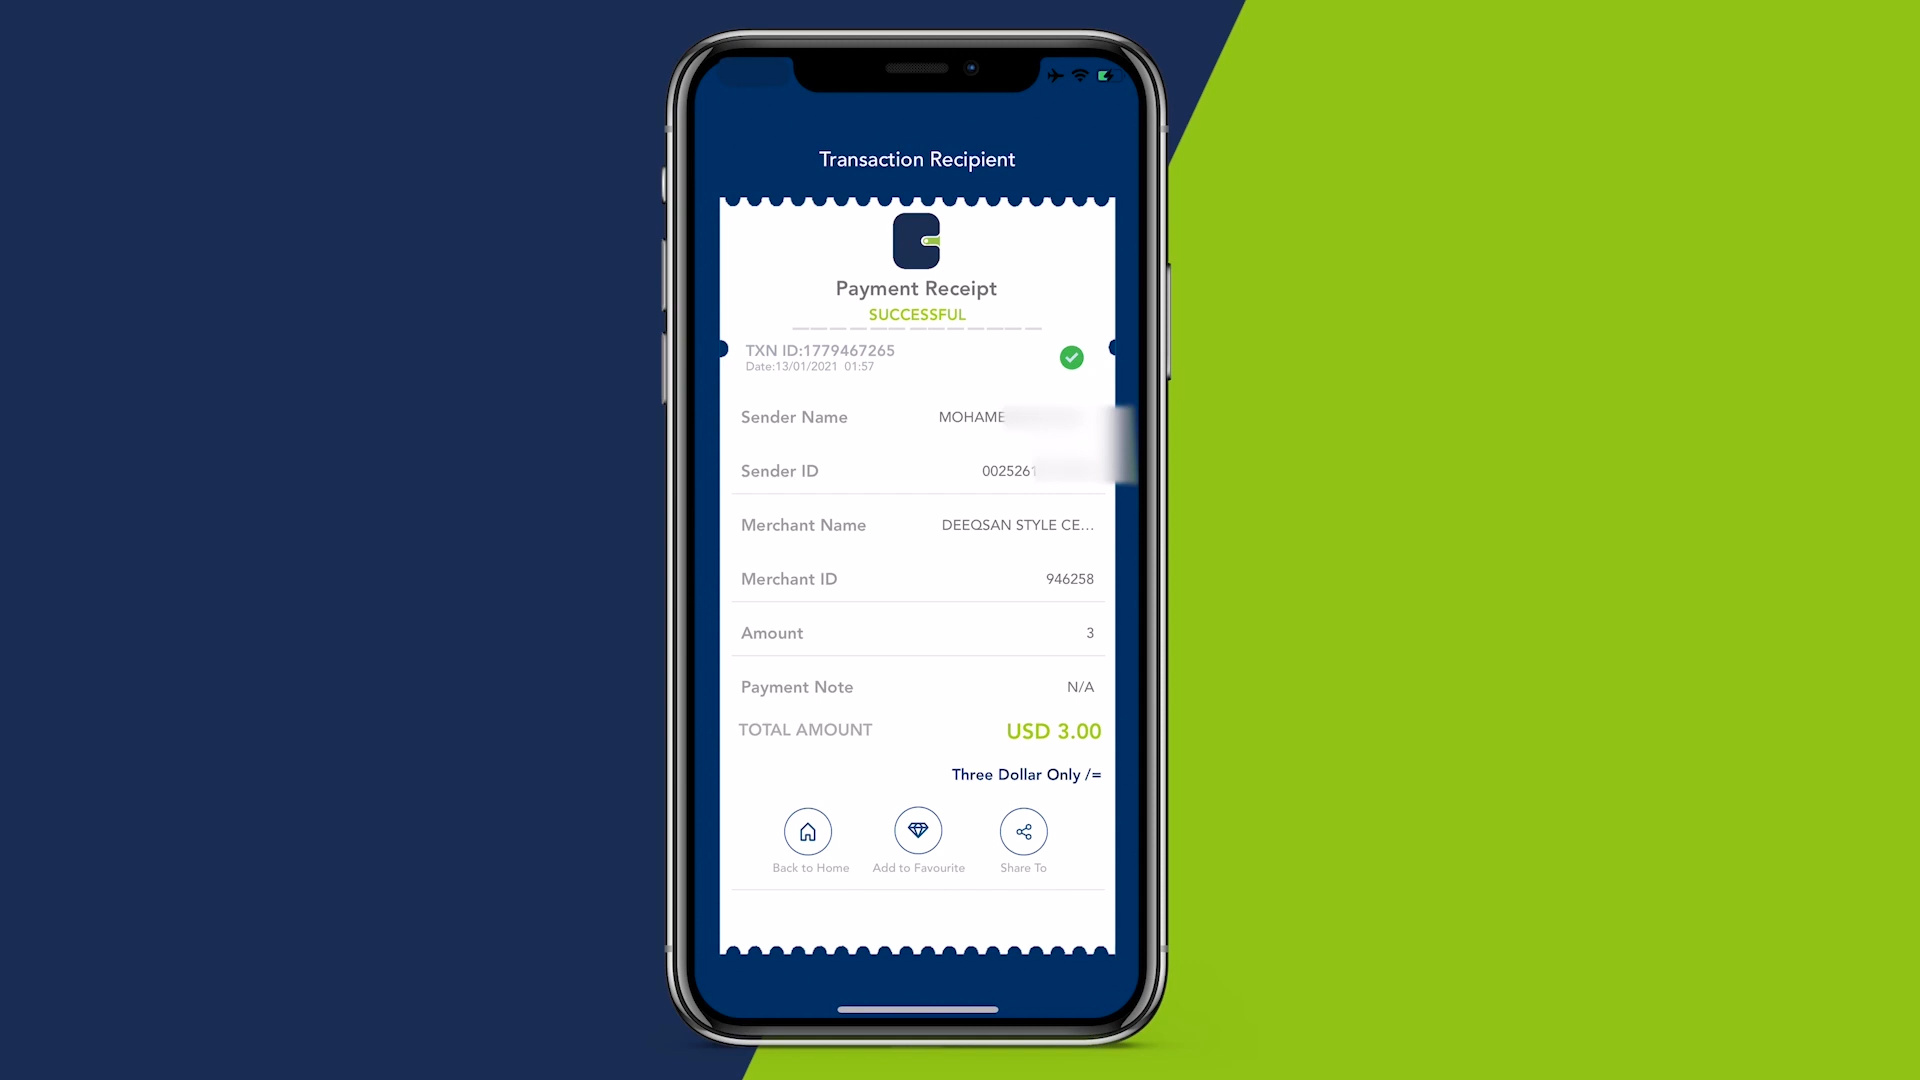 Transaction Recipient
Payment Receipt
SUCCESSFUL
TXN ID:1779467265
Date:13/01/2021 01:57
Sender Name MOHAME
Sender ID 0025261
Merchant Name DEEQSAN STYLE CE...
Merchant ID 946258
Amount 3
Payment Note N/A
TOTAL AMOUNT USD 3.00
Three Dollar Only /=
Back to Home Add to Favourite Share To